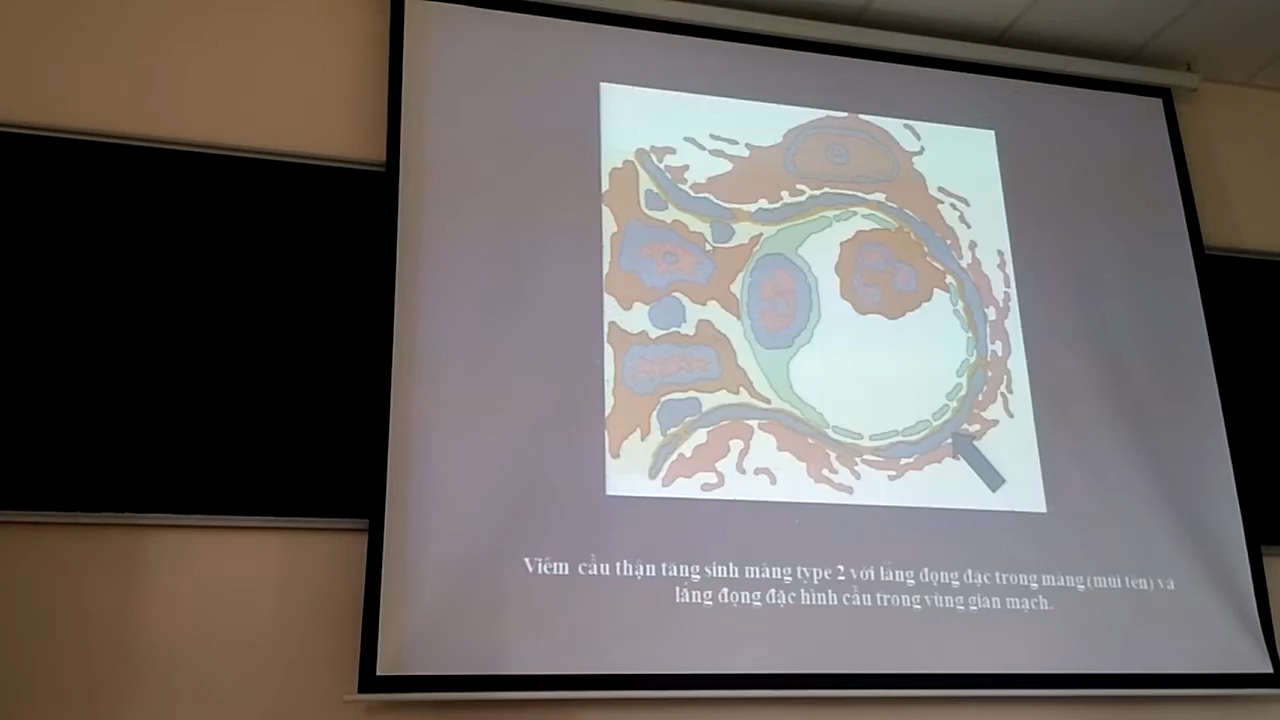 Viêm cầu thận tăng sinh màng type 2 với lắng đọng đặc trong màng (mũi tên) và
lắng đọng đặc hình cầu trong vùng gian mạch.